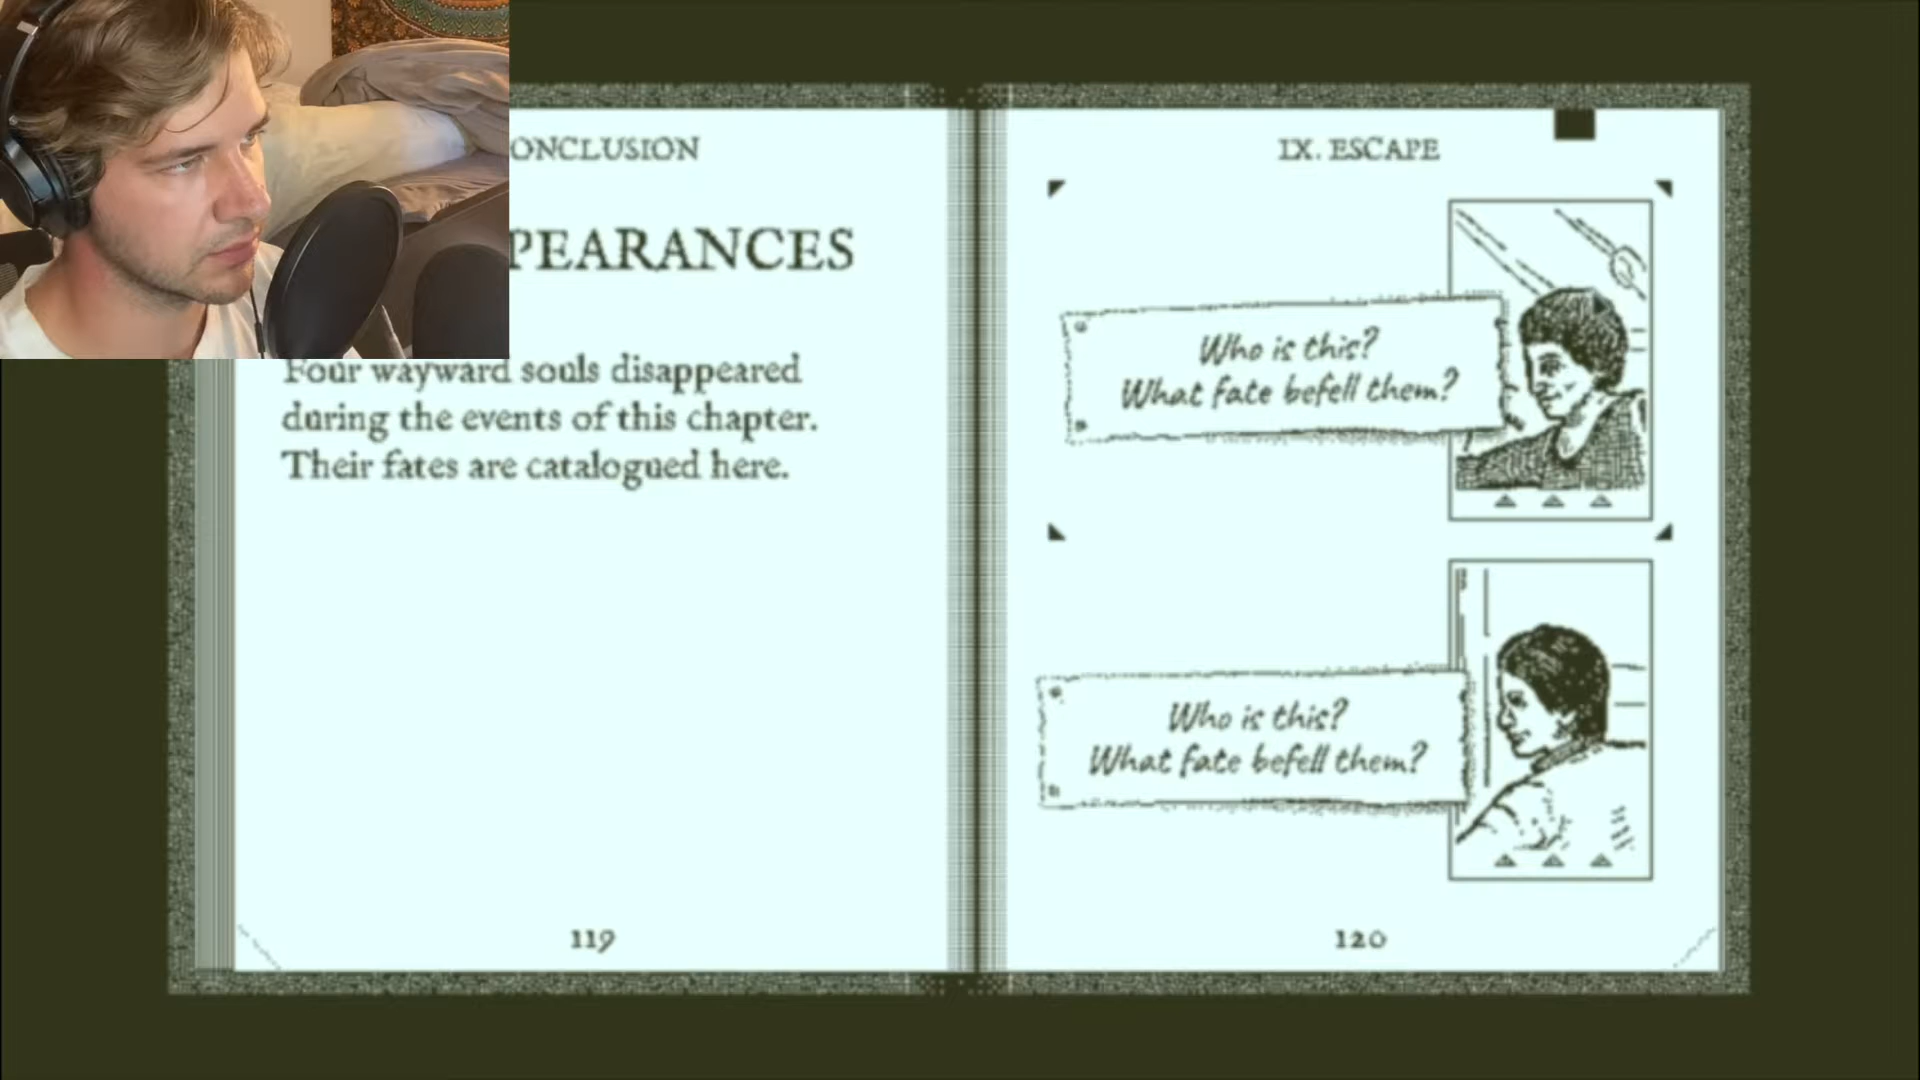 ONCLUSION
PEARANCES
Four wayward souls disappeared
during the events of this chapter.
Their fates are catalogued here.
119
IX. ESCAPE
Who is this?
What fate befell them?
Who is this?
What fate befell them?
120